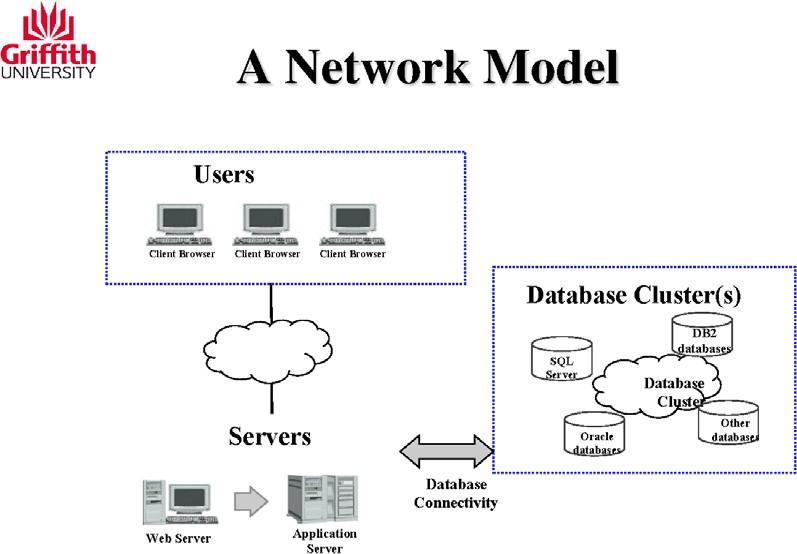 Griffith
UNIVERSITY
A Network Model
Users
Client Browser
Client Browser
Client Browser
Database Cluster(s)
DB2
databases
SQL
Server
Database
Cluster
Oracle
databases
Other
databases
Servers
Database
Connectivity
Web Server
Application
Server